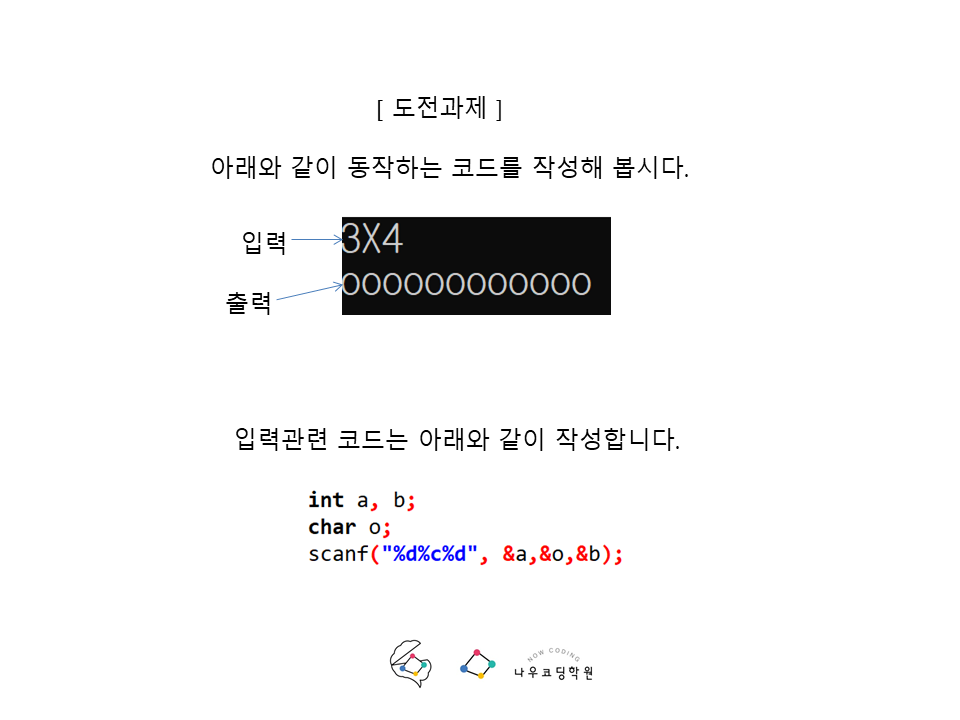 [ 도전과제 ]
아래와 같이 동작하는 코드를 작성해 봅시다.
입력
3X4
출력
oooooooooooo
입력관련 코드는 아래와 같이 작성합니다.
int a, b;
char o;
scanf("%d%c%d", &a,&o,&b);
NOW CODING
나우코딩학원